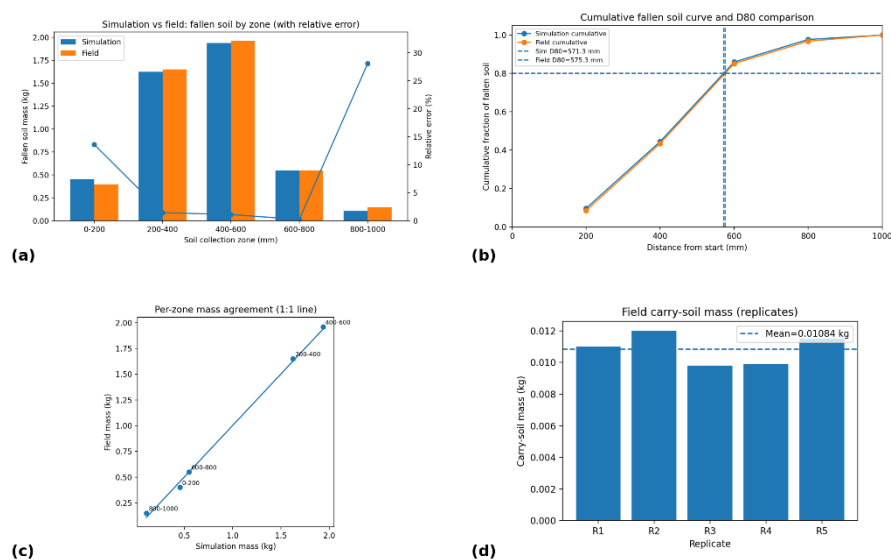 Simulation vs field: fallen soil by zone (with relative error)
Simulation
Field
Fallen soil mass (kg)
2.00
1.75
1.50
1.25
1.00
0.75
0.50
0.25
0.00
30
25
20
15
10
5
0
Relative error (%)
0-200
200-400
400-600
600-800
800-1000
Soil collection zone (mm)
(a)
Cumulative fallen soil curve and D80 comparison
Simulation cumulative
Field cumulative
Sim D80=571.3 mm
Field D80=575.3 mm
Cumulative fraction of fallen soil
1.0
0.8
0.6
0.4
0.2
0.0
0
200
400
600
800
1000
Distance from start (mm)
(b)
Per-zone mass agreement (1:1 line)
Field mass (kg)
2.00
1.75
1.50
1.25
1.00
0.75
0.50
0.25
400-600
200-400
600-800
0-200
800-1000
0.5
1.0
1.5
2.0
Simulation mass (kg)
(c)
Field carry-soil mass (replicates)
Mean=0.01084 kg
Carry-soil mass (kg)
0.012
0.010
0.008
0.006
0.004
0.002
0.000
R1
R2
R3
R4
R5
Replicate
(d)